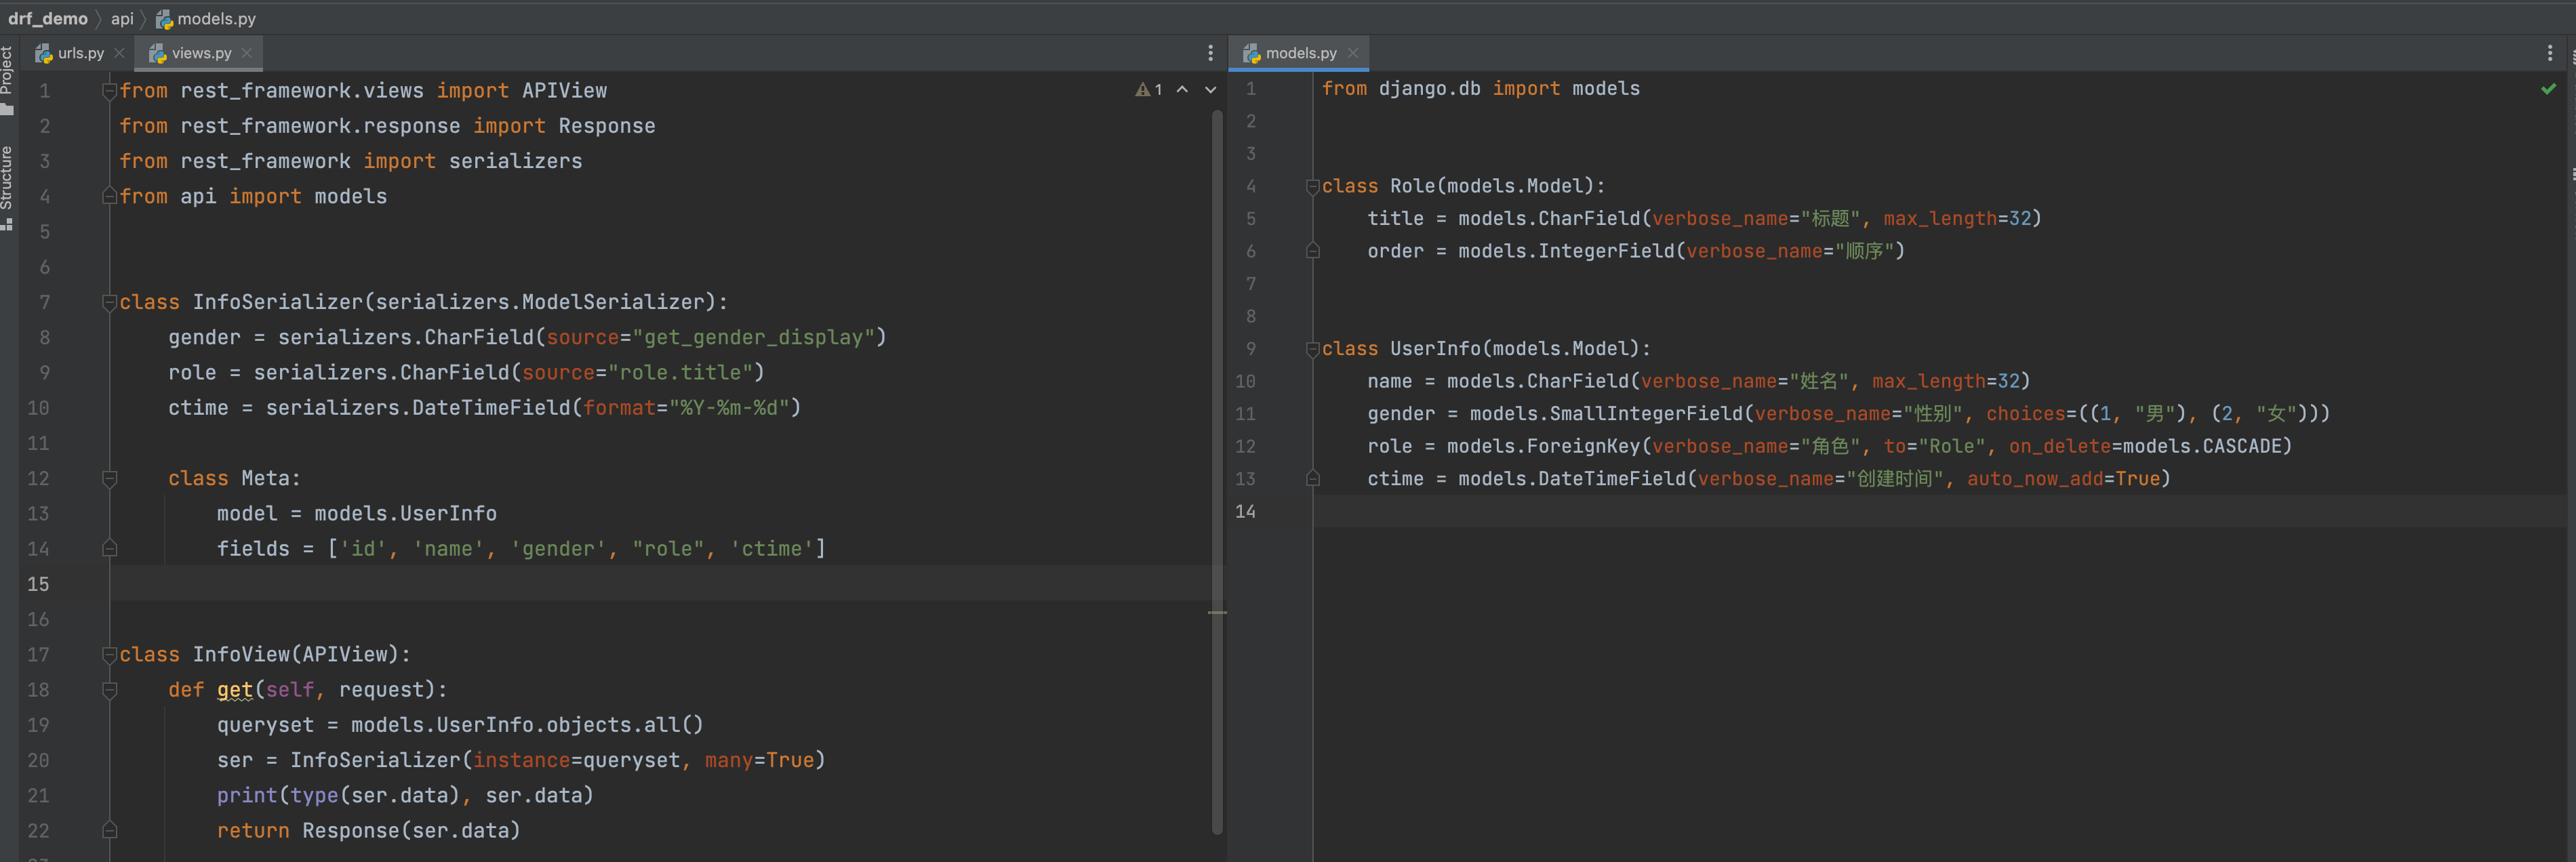 drf_demo api models.py
Project
Structure
urls.py views.py
1
1 from rest_framework.views import APIView
2 from rest_framework.response import Response
3 from rest_framework import serializers
4 from api import models
5
6
7 class InfoSerializer(serializers.ModelSerializer):
8     gender = serializers.CharField(source="get_gender_display")
9     role = serializers.CharField(source="role.title")
10     ctime = serializers.DateTimeField(format="%Y-%m-%d")
11
12     class Meta:
13         model = models.UserInfo
14         fields = ['id', 'name', 'gender', "role", 'ctime']
15
16
17 class InfoView(APIView):
18     def get(self, request):
19         queryset = models.UserInfo.objects.all()
20         ser = InfoSerializer(instance=queryset, many=True)
21         print(type(ser.data), ser.data)
22         return Response(ser.data)
models.py
1 from django.db import models
2
3
4 class Role(models.Model):
5     title = models.CharField(verbose_name="标题", max_length=32)
6     order = models.IntegerField(verbose_name="顺序")
7
8
9 class UserInfo(models.Model):
10     name = models.CharField(verbose_name="姓名", max_length=32)
11     gender = models.SmallIntegerField(verbose_name="性别", choices=((1, "男"), (2, "女")))
12     role = models.ForeignKey(verbose_name="角色", to="Role", on_delete=models.CASCADE)
13     ctime = models.DateTimeField(verbose_name="创建时间", auto_now_add=True)
14